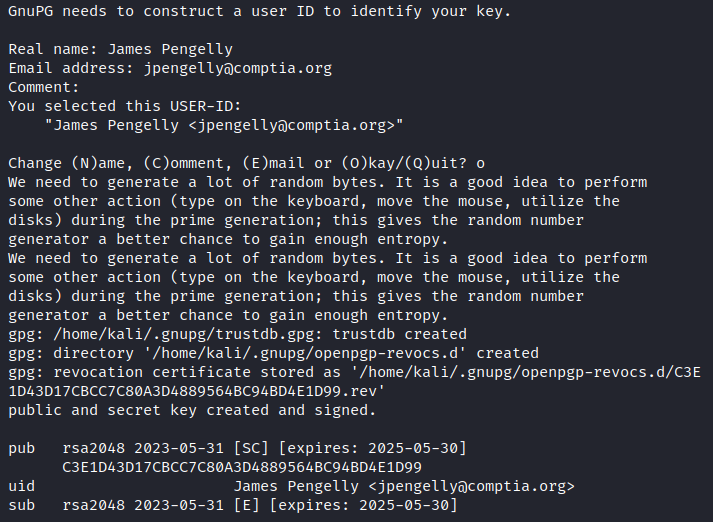 GnuPG needs to construct a user ID to identify your key.
Real name: James Pengelly
Email address: jpengelly@comptia.org
Comment:
You selected this USER-ID:
"James Pengelly <jpengelly@comptia.org>"
Change (N)ame, (C)omment, (E)mail or (O)kay/(Q)uit? o
We need to generate a lot of random bytes. It is a good idea to perform
some other action (type on the keyboard, move the mouse, utilize the
disks) during the prime generation; this gives the random number
generator a better chance to gain enough entropy.
We need to generate a lot of random bytes. It is a good idea to perform
some other action (type on the keyboard, move the mouse, utilize the
disks) during the prime generation; this gives the random number
generator a better chance to gain enough entropy.
gpg: /home/kali/.gnupg/trustdb.gpg: trustdb created
gpg: directory '/home/kali/.gnupg/openpgp-revocs.d' created
gpg: revocation certificate stored as '/home/kali/.gnupg/openpgp-revocs.d/C3E
1D43D17CBCC7C80A3D4889564BC94BD4E1D99.rev'
public and secret key created and signed.
pub   rsa2048 2023-05-31 [SC] [expires: 2025-05-30]
C3E1D43D17CBCC7C80A3D4889564BC94BD4E1D99
uid                   James Pengelly <jpengelly@comptia.org>
sub   rsa2048 2023-05-31 [E] [expires: 2025-05-30]